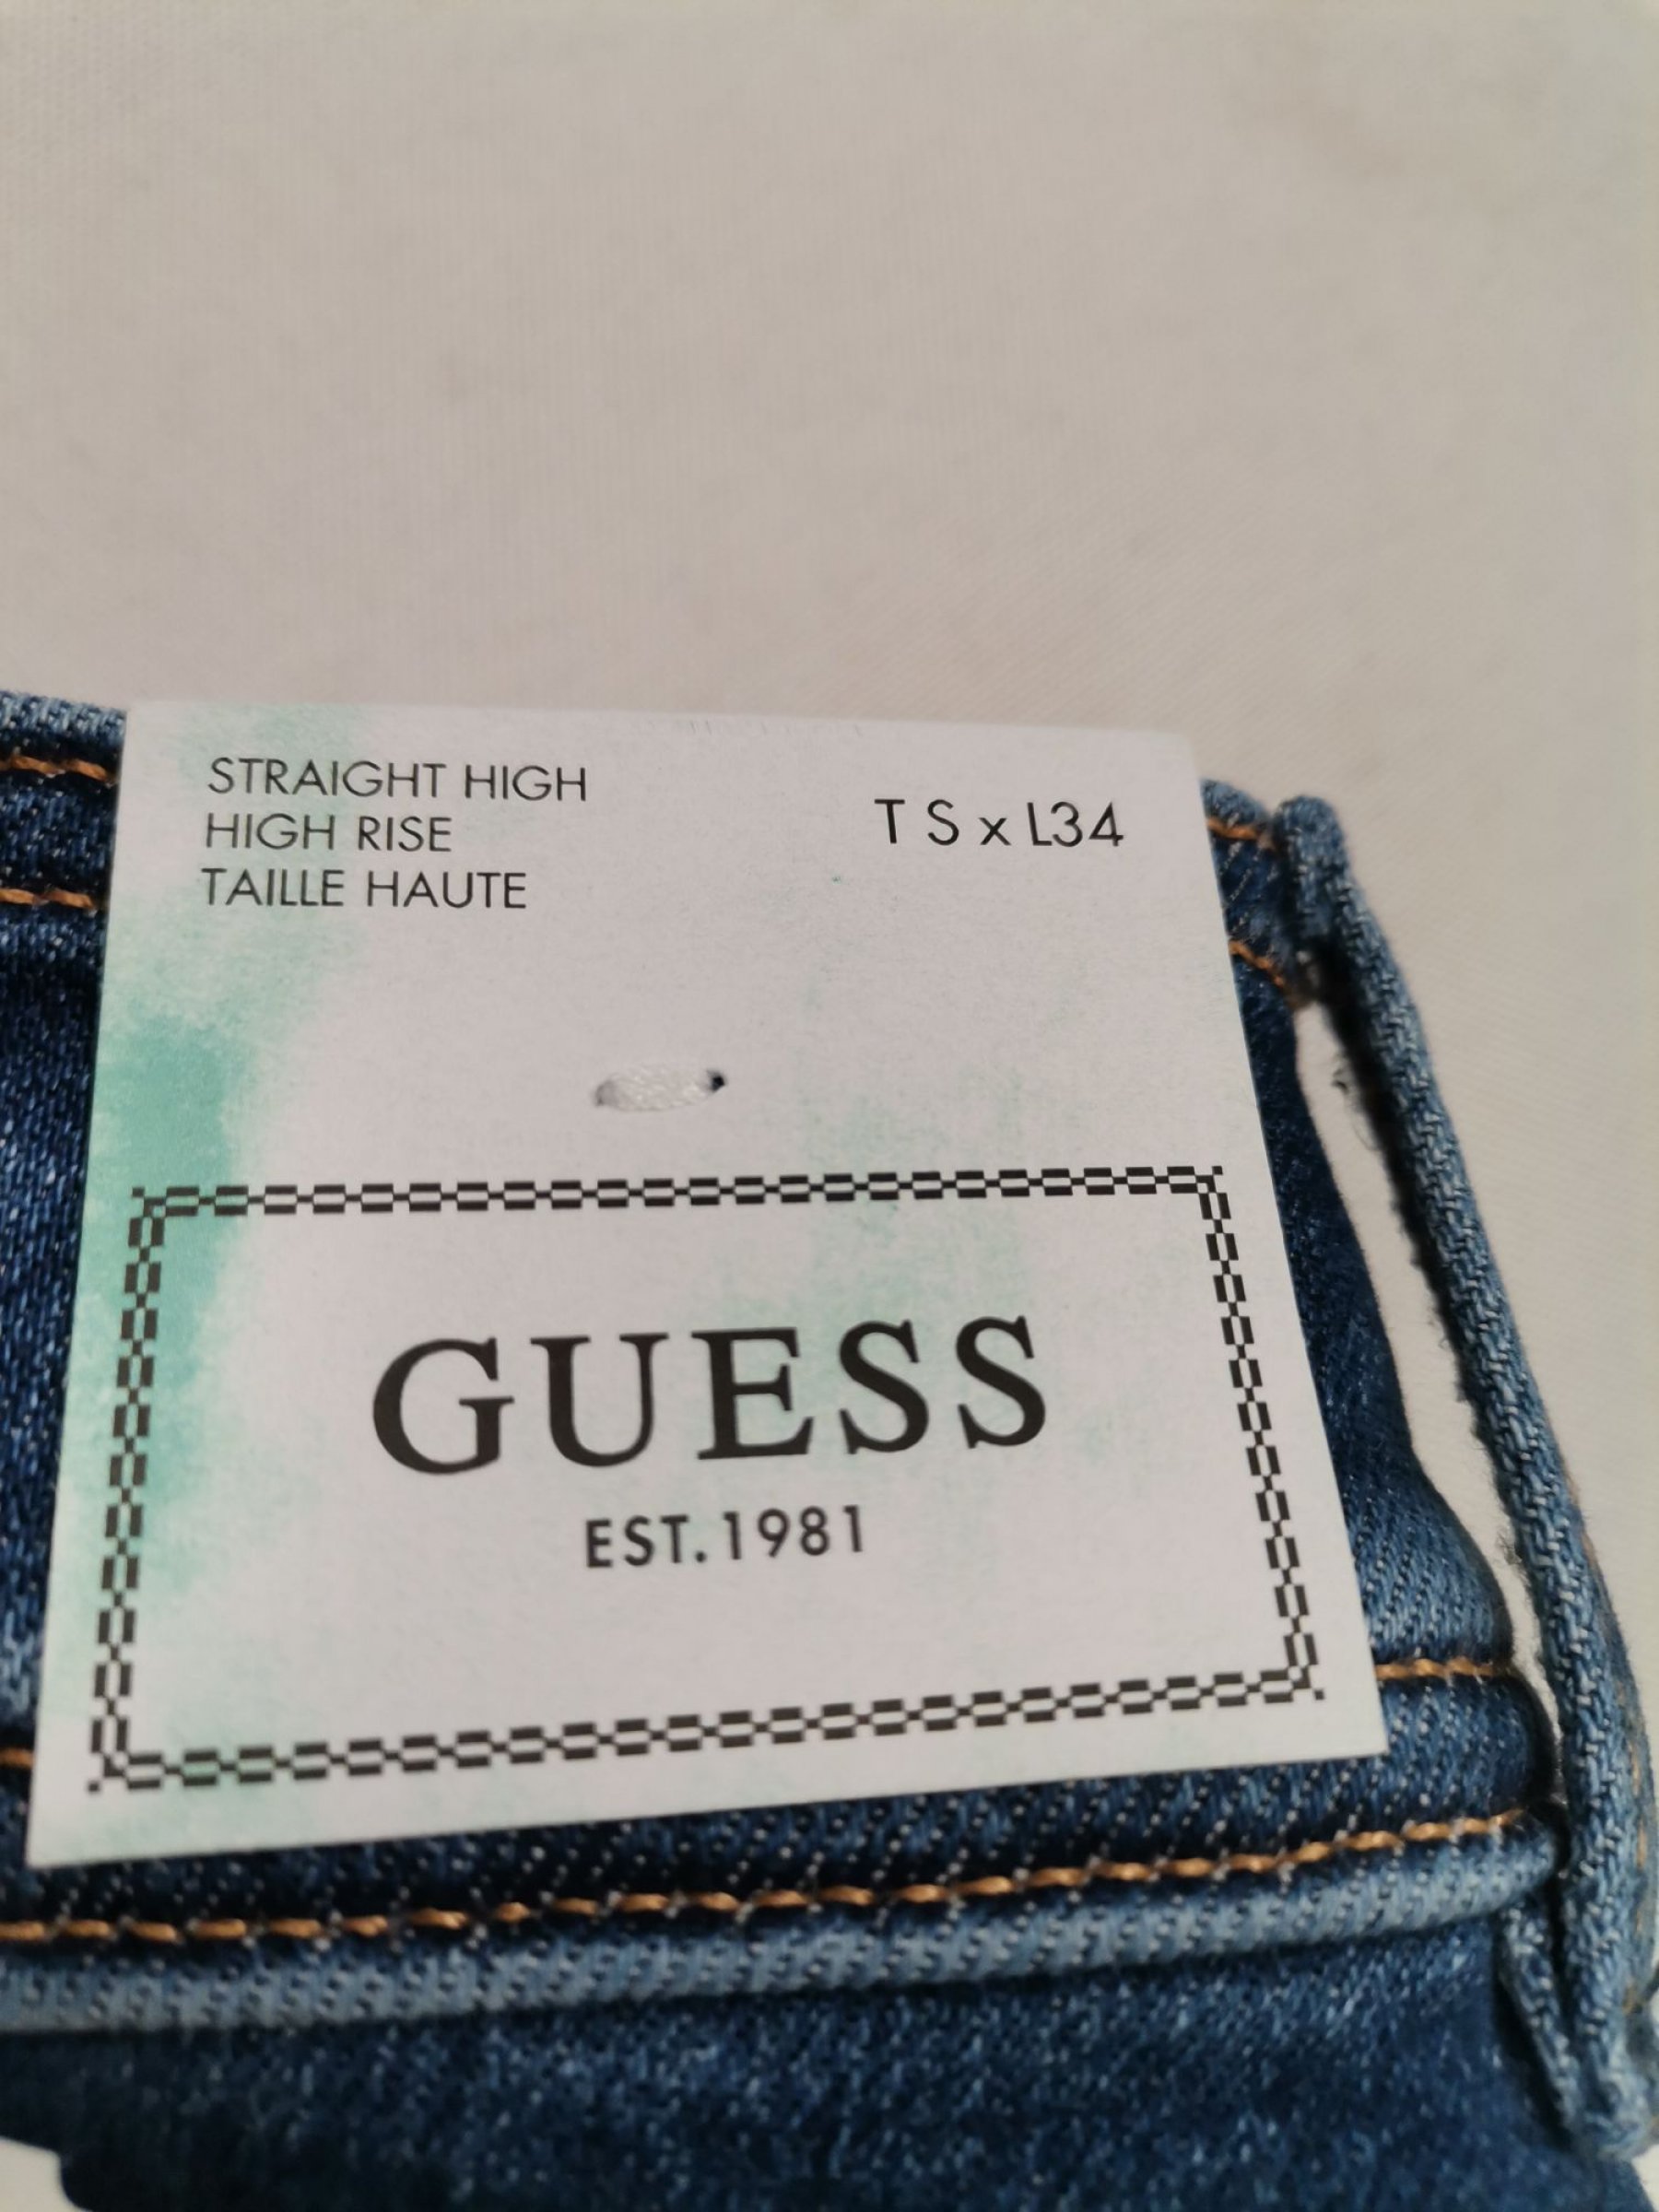 STRAIGHT HIGH
HIGH RISE
TAILLE HAUTE
T S x L34
GUESS
EST.1981